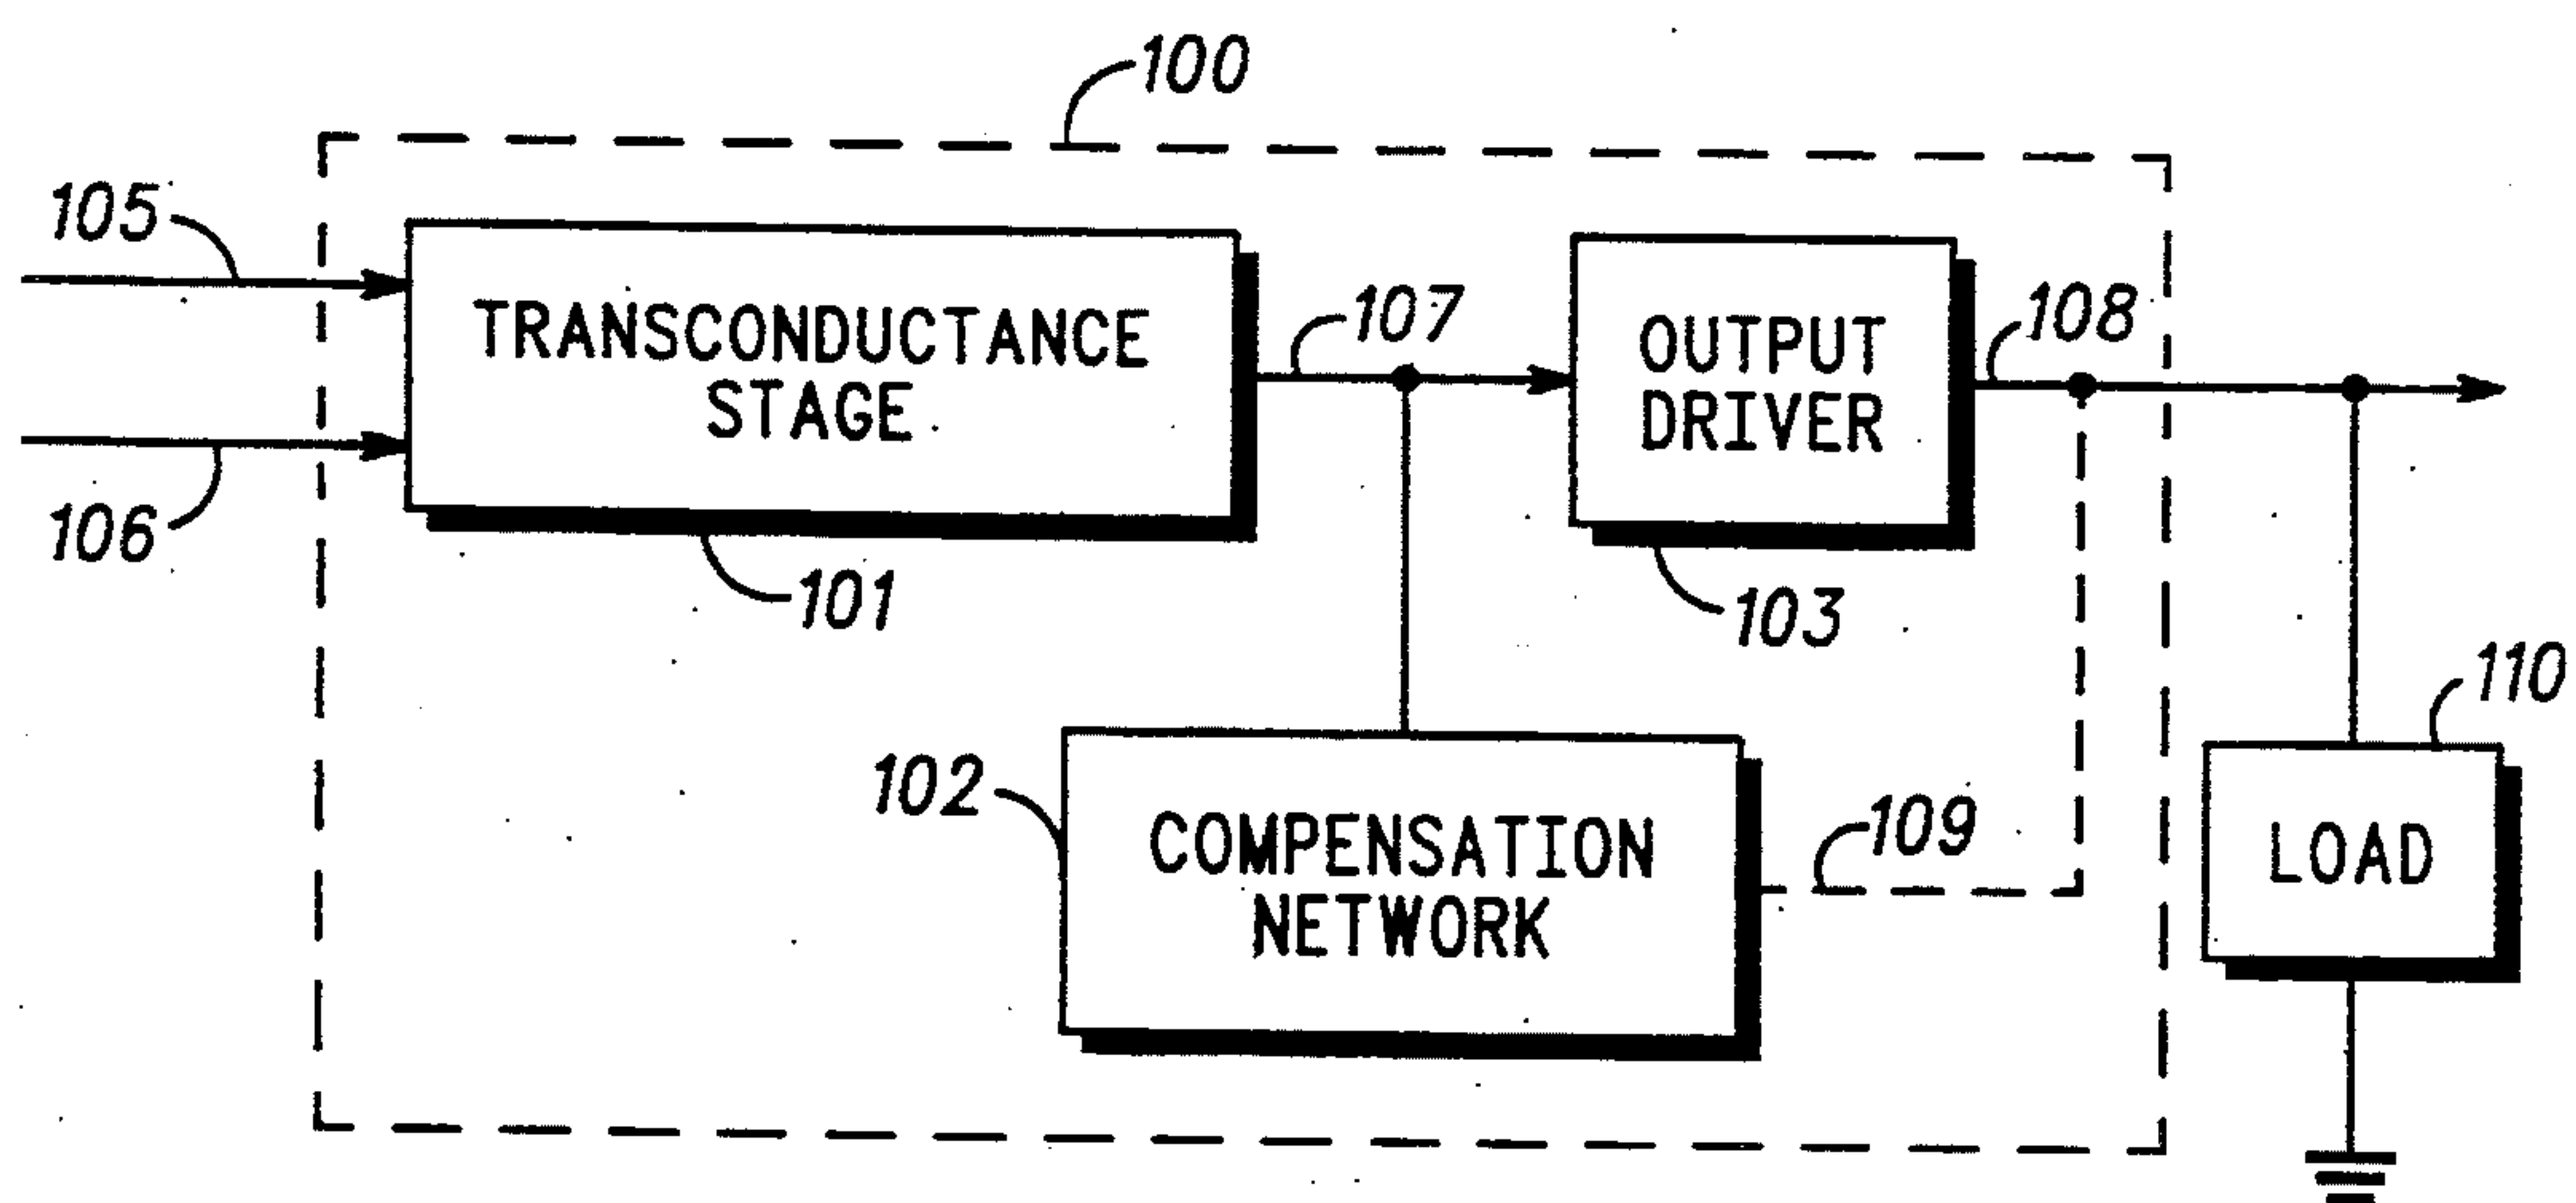 100
105
TRANSCONDUCTANCE
STAGE
107
OUTPUT
DRIVER
108
106
101
103
110
102
COMPENSATION
NETWORK
109
LOAD